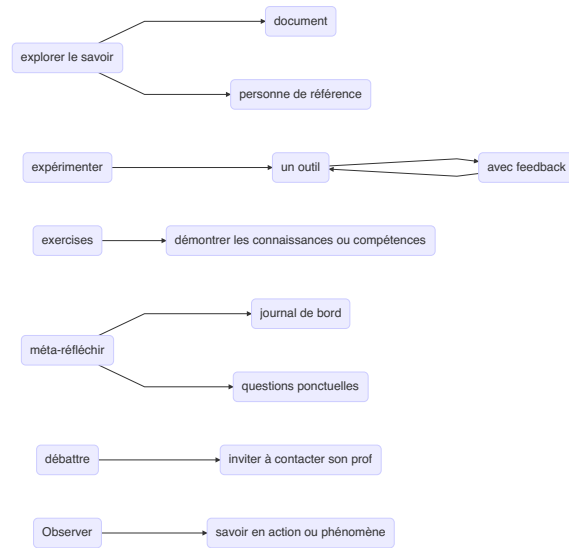 document
explorer le savoir
personne de référence
expérimenter
un outil
avec feedback
exercises
démontrer les connaissances ou compétences
journal de bord
méta-réfléchir
questions ponctuelles
débattre
inviter à contacter son prof
Observer
savoir en action ou phénomène